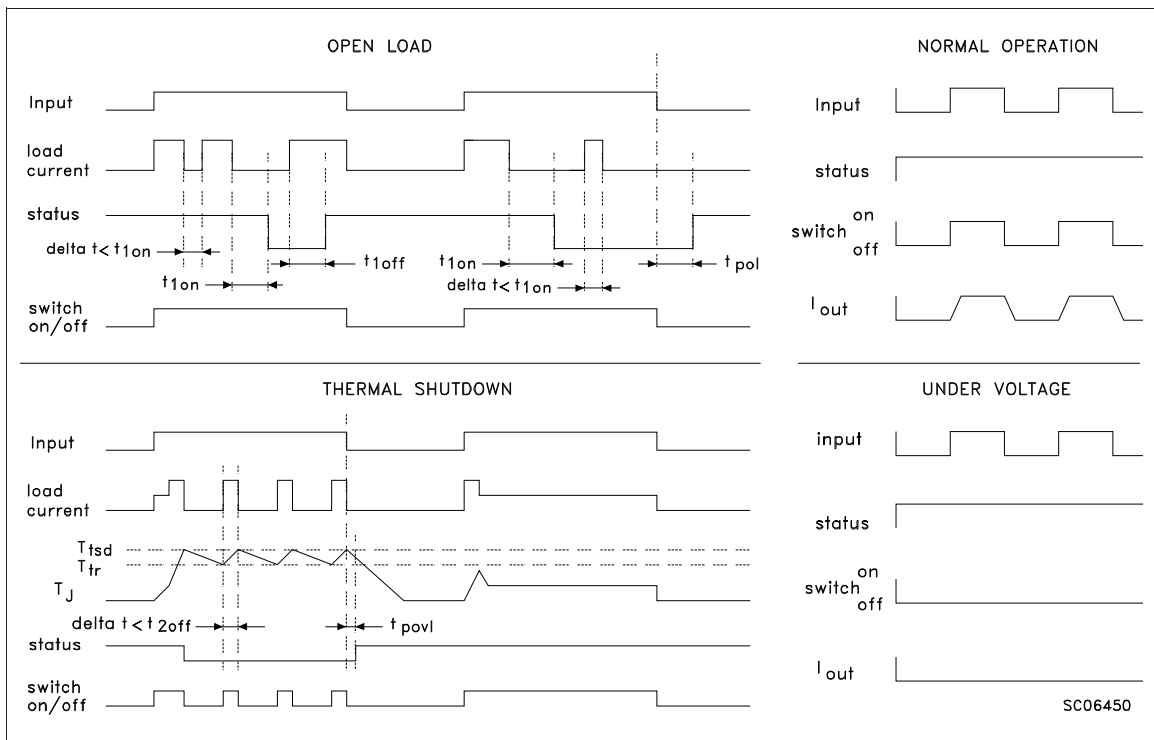 OPEN LOAD
Input
load
current
status
delta t < t1on
t1on
t1off
t1on
delta t < t1on
tpol
switch
on/off
NORMAL OPERATION
Input
status
switch on
off
Iout
THERMAL SHUTDOWN
Input
load
current
Ttsd
Ttr
TJ
delta t < t2off
tpovl
status
switch
on/off
UNDER VOLTAGE
input
status
switch on
off
Iout
SC06450